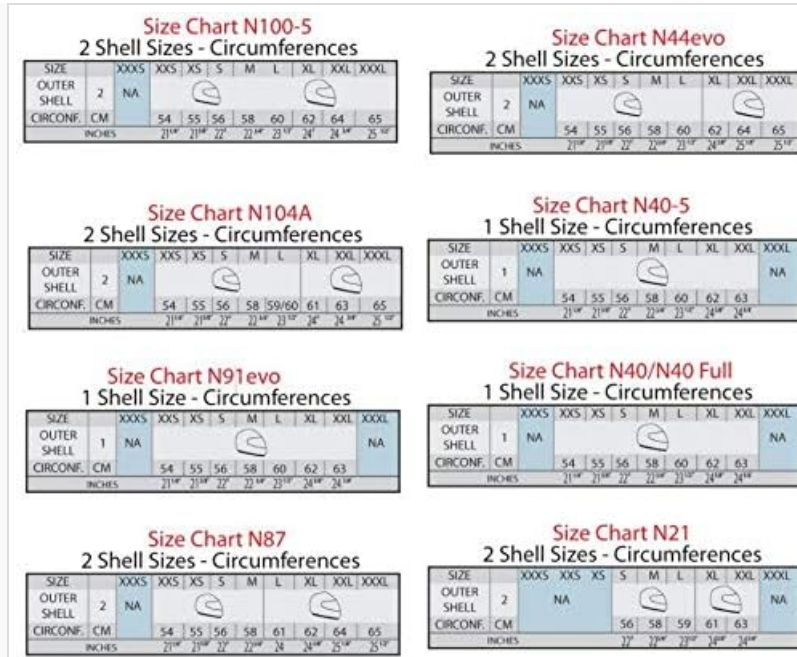 Size Chart N100-5
2 Shell Sizes - Circumferences
SIZE XXXS XXS XS S M L XL XXL XXXL
OUTER SHELL 2 NA
CIRCONF. CM 54 55 56 58 60 62 64 65
INCHES
Size Chart N44evo
2 Shell Sizes - Circumferences
SIZE XXXS XXS XS S M L XL XXL XXXL
OUTER SHELL 2 NA
CIRCONF. CM 54 55 56 58 60 62 64 65
INCHES
Size Chart N104A
2 Shell Sizes - Circumferences
SIZE XXXS XXS XS S M L XL XXL XXXL
OUTER SHELL 2 NA
CIRCONF. CM 54 55 56 58 59/60 61 63 65
INCHES
Size Chart N40-5
1 Shell Size - Circumferences
SIZE XXXS XXS XS S M L XL XXL XXXL
OUTER SHELL 1 NA NA
CIRCONF. CM 54 55 56 58 60 62 63
INCHES
Size Chart N91evo
1 Shell Size - Circumferences
SIZE XXXS XXS XS S M L XL XXL XXXL
OUTER SHELL 1 NA NA
CIRCONF. CM 54 55 56 58 60 62 63
INCHES
Size Chart N40/N40 Full
1 Shell Size - Circumferences
SIZE XXXS XXS XS S M L XL XXL XXXL
OUTER SHELL 1 NA NA
CIRCONF. CM 54 55 56 58 60 62 63
INCHES
Size Chart N87
2 Shell Sizes - Circumferences
SIZE XXXS XXS XS S M L XL XXL XXXL
OUTER SHELL 2 NA
CIRCONF. CM 54 55 56 58 61 62 64 65
INCHES
Size Chart N21
2 Shell Sizes - Circumferences
SIZE XXXS XXS XS S M L XL XXL XXXL
OUTER SHELL 2 NA NA
CIRCONF. CM 56 58 59 61 63
INCHES